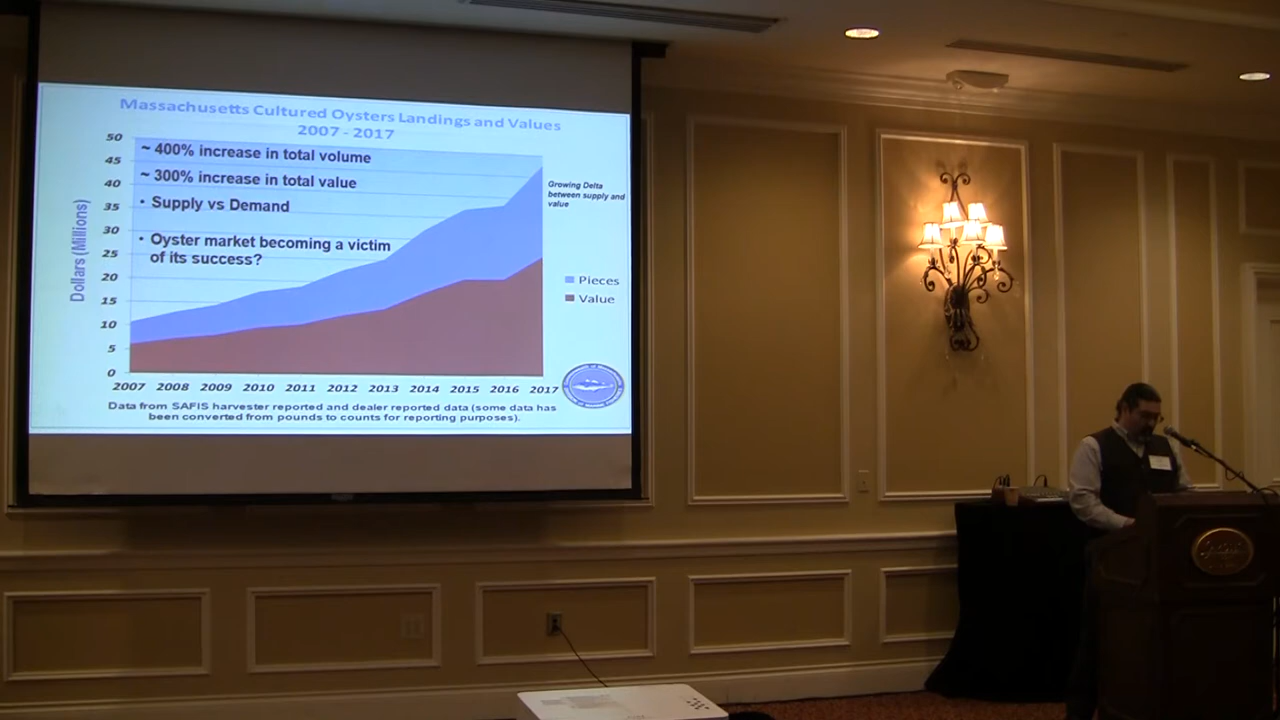 Massachusetts Cultured Oysters Landings and Values
2007 - 2017
50
45
40
35
30
25
20
15
10
5
0
Dollars (Millions)
~ 400% increase in total volume
~ 300% increase in total value
• Supply vs Demand
• Oyster market becoming a victim
of its success?
Growing Delta
between supply and
value
Pieces
Value
2007 2008 2009 2010 2011 2012 2013 2014 2015 2016 2017
Data from SAFIS harvester reported and dealer reported data (some data has
been converted from pounds to counts for reporting purposes).